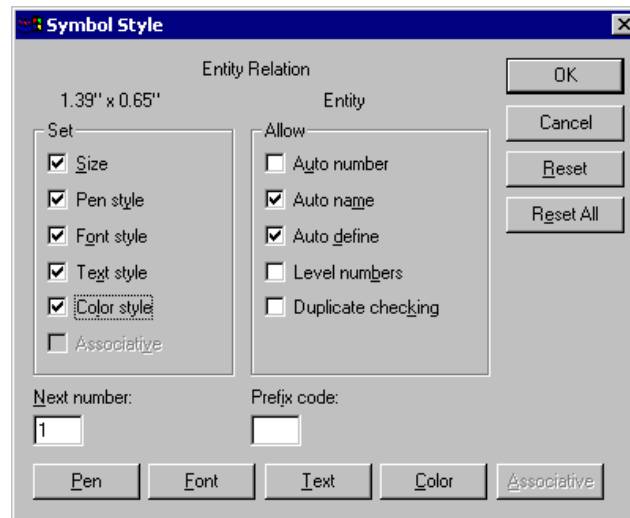 Symbol Style
Entity Relation
1.39" x 0.65"
Entity
Set
Size
Pen style
Font style
Text style
Color style
Associative
Allow
Auto number
Auto name
Auto define
Level numbers
Duplicate checking
OK
Cancel
Reset
Reset All
Next number:
1
Prefix code:
Pen
Font
Text
Color
Associative